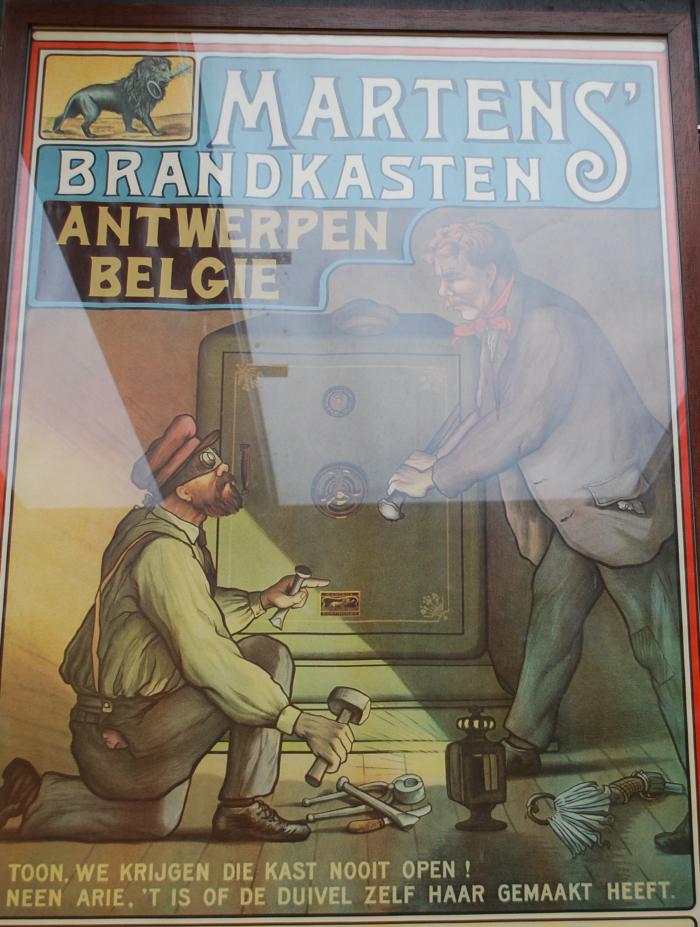 MARTENS'
BRANDKASTEN
ANTWERPEN
BELGIE
TOON, WE KRIJGEN DIE KAST NOOIT OPEN !
NEEN ARIE, 'T IS OF DE DUIVEL ZELF HAAR GEMAAKT HEEFT.